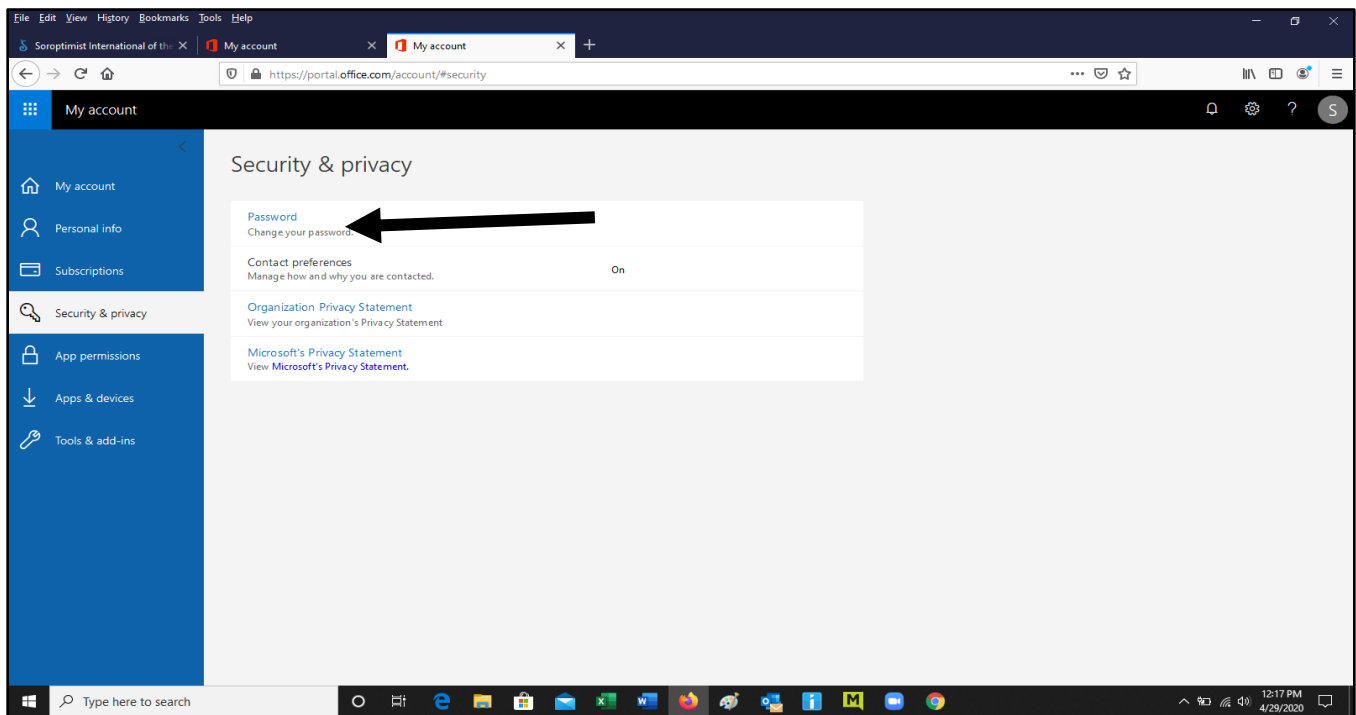 File Edit View History Bookmarks Tools Help
Soroptimist International of the
My account
My account
https://portal.office.com/account/#security
My account
?
S
Security & privacy
My account
Personal info
Subscriptions
Security & privacy
App permissions
Apps & devices
Tools & add-ins
Password
Change your password.
Contact preferences
Manage how and why you are contacted.
On
Organization Privacy Statement
View your organization's Privacy Statement
Microsoft's Privacy Statement
View Microsoft's Privacy Statement.
Type here to search
12:17 PM
4/29/2020